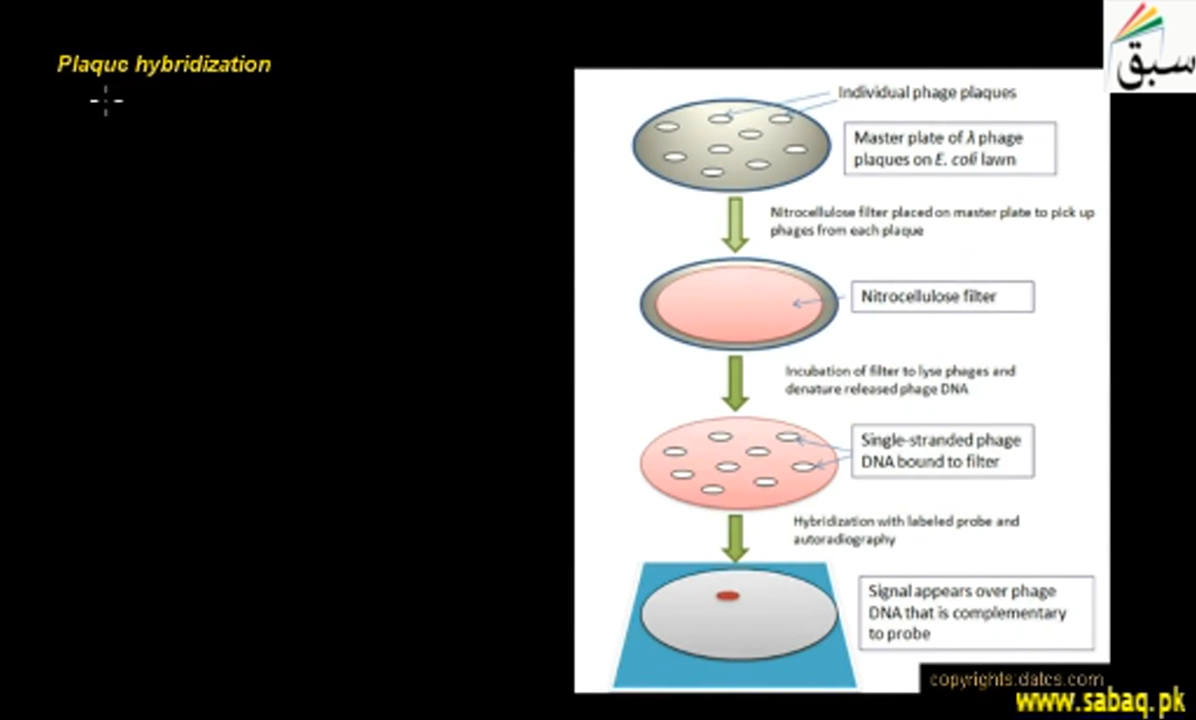 Plaque hybridization
سبق
Individual phage plaques
Master plate of λ phage
plaques on E. coli lawn
Nitrocellulose filter placed on master plate to pick up
phages from each plaque
Nitrocellulose filter
Incubation of filter to lyse phages and
denature released phage DNA
Single-stranded phage
DNA bound to filter
Hybridization with labeled probe and
autoradiography
Signal appears over phage
DNA that is complementary
to probe
copyrights:dates.com
www.sabaq.pk